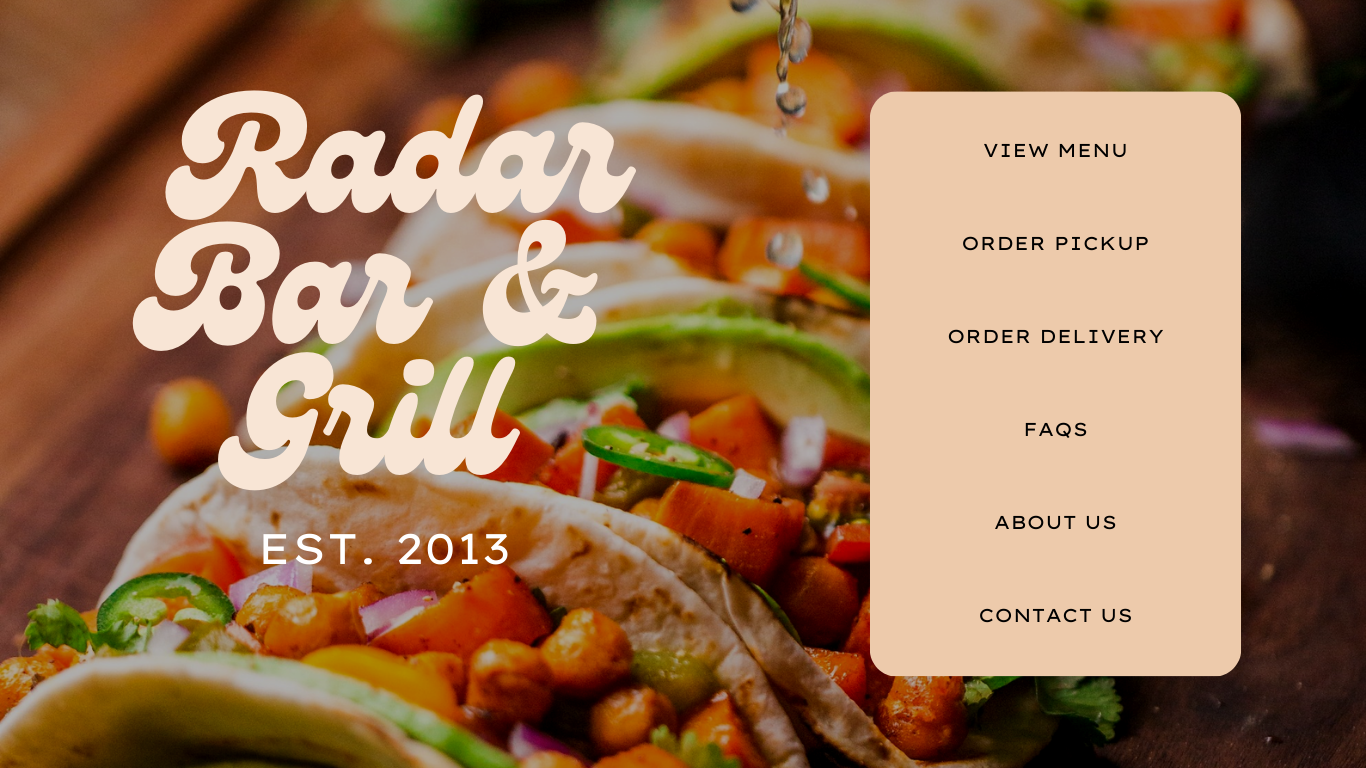 Radar
Bar &
Grill
EST. 2013
VIEW MENU
ORDER PICKUP
ORDER DELIVERY
FAQS
ABOUT US
CONTACT US